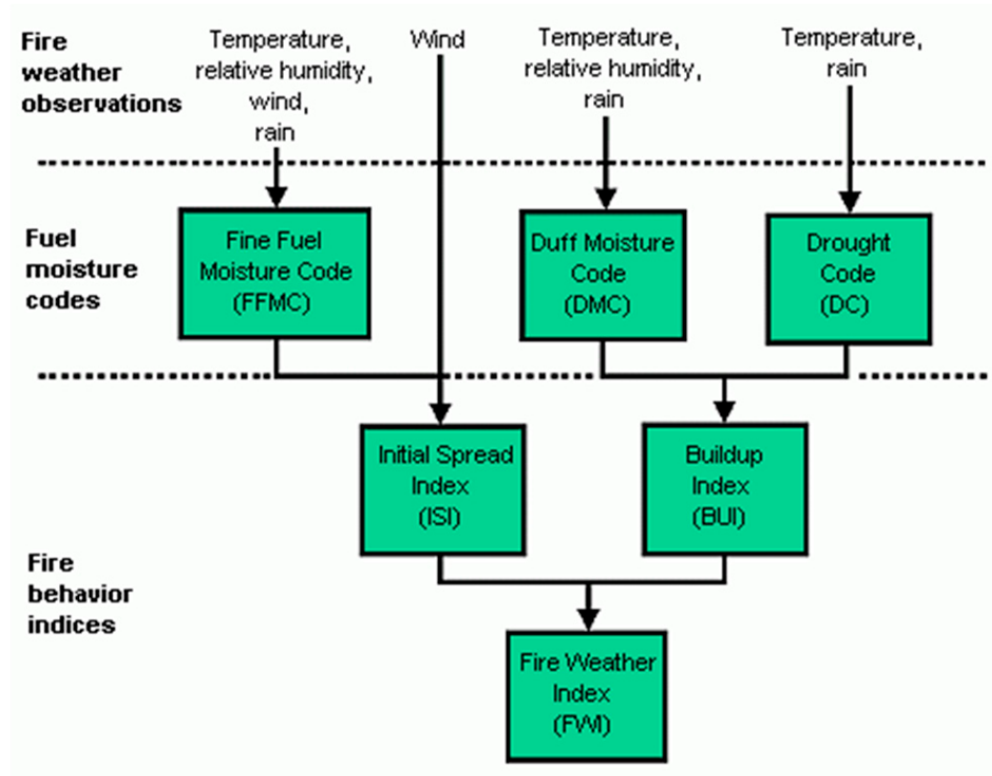 Fire
weather
observations
Temperature,
relative humidity,
wind,
rain
Wind
Temperature,
relative humidity,
rain
Temperature,
rain
Fuel
moisture
codes
Fine Fuel
Moisture Code
(FFMC)
Duff Moisture
Code
(DMC)
Drought
Code
(DC)
Fire
behavior
indices
Initial Spread
Index
(ISI)
Buildup
Index
(BUI)
Fire Weather
Index
(FWI)